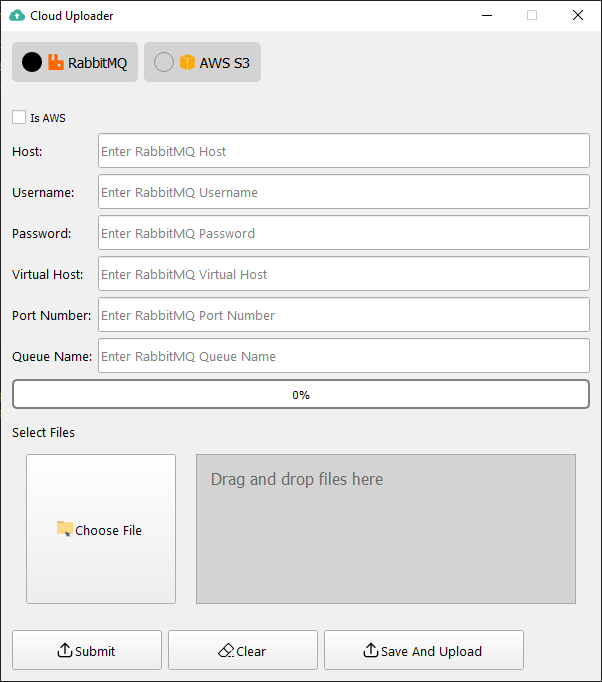 Cloud Uploader
RabbitMQ AWS S3
Is AWS
Host: Enter RabbitMQ Host
Username: Enter RabbitMQ Username
Password: Enter RabbitMQ Password
Virtual Host: Enter RabbitMQ Virtual Host
Port Number: Enter RabbitMQ Port Number
Queue Name: Enter RabbitMQ Queue Name
0%
Select Files
Drag and drop files here
Choose File
Submit Clear Save And Upload